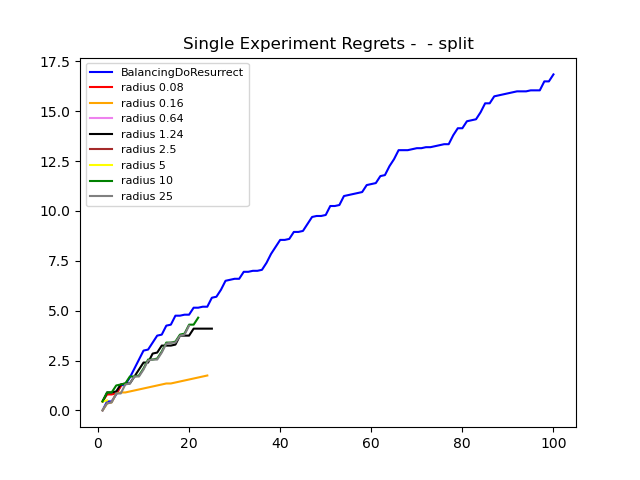 Single Experiment Regrets -  - split
17.5
15.0
12.5
10.0
7.5
5.0
2.5
0.0
BalancingDoResurrect
radius 0.08
radius 0.16
radius 0.64
radius 1.24
radius 2.5
radius 5
radius 10
radius 25
0 20 40 60 80 100